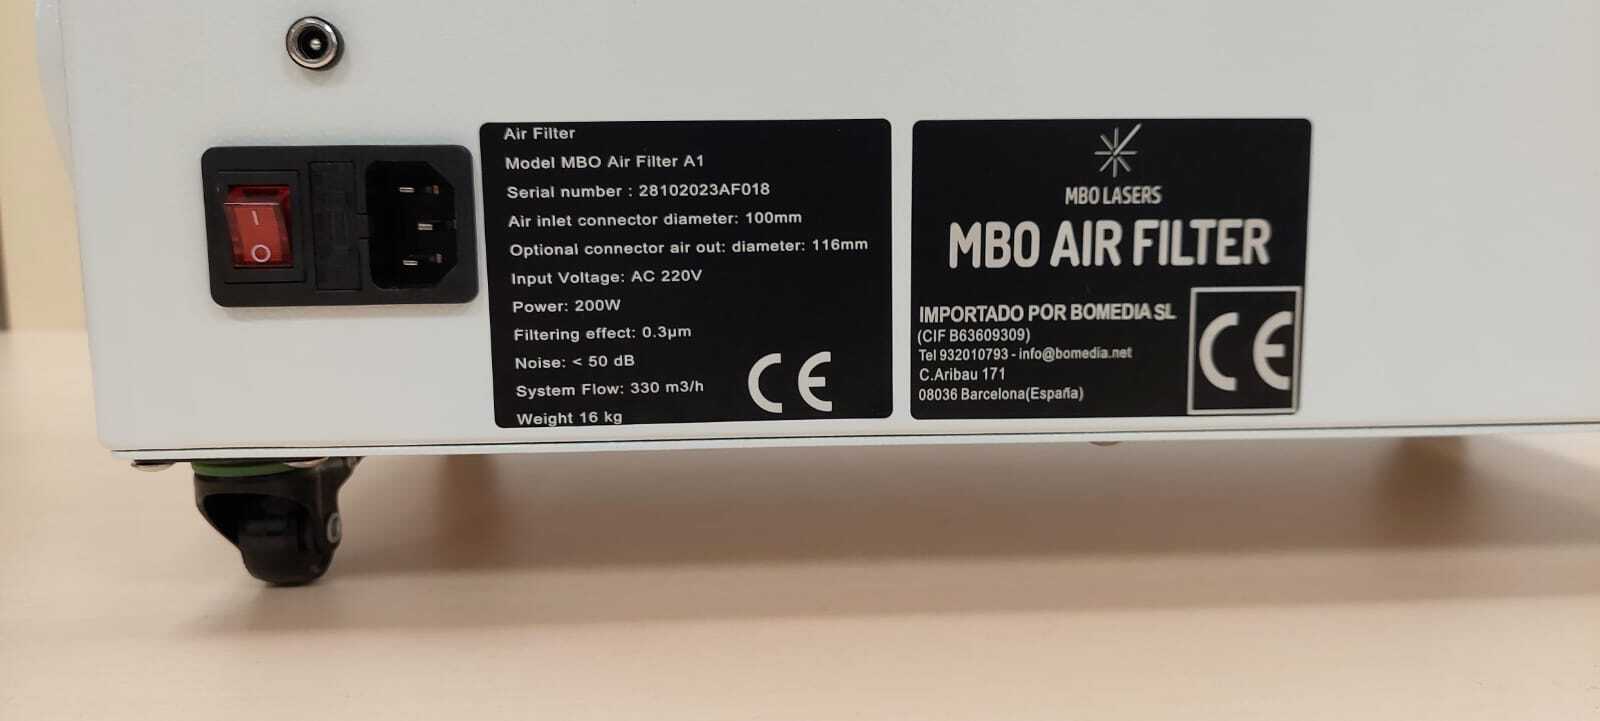 Air Filter
Model MBO Air Filter A1
Serial number : 28102023AF018
Air inlet connector diameter: 100mm
Optional connector air out: diameter: 116mm
Input Voltage: AC 220V
Power: 200W
Filtering effect: 0.3µm
Noise: < 50 dB
System Flow: 330 m3/h
Weight 16 kg
CE
MBO LASERS
MBO AIR FILTER
IMPORTADO POR BOMEDIA SL
(CIF B63609309)
Tel 932010793 - info@bomedia.net
C.Aribau 171
08036 Barcelona(España)
CE